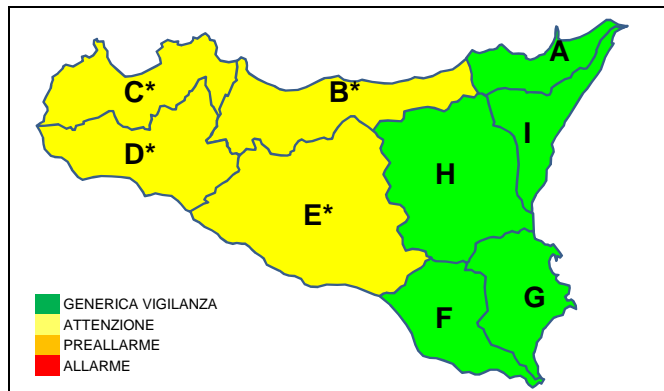 A
C*
B*
I
D*
H
E*
G
F
GENERICA VIGILANZA
ATTENZIONE
PREALLARME
ALLARME